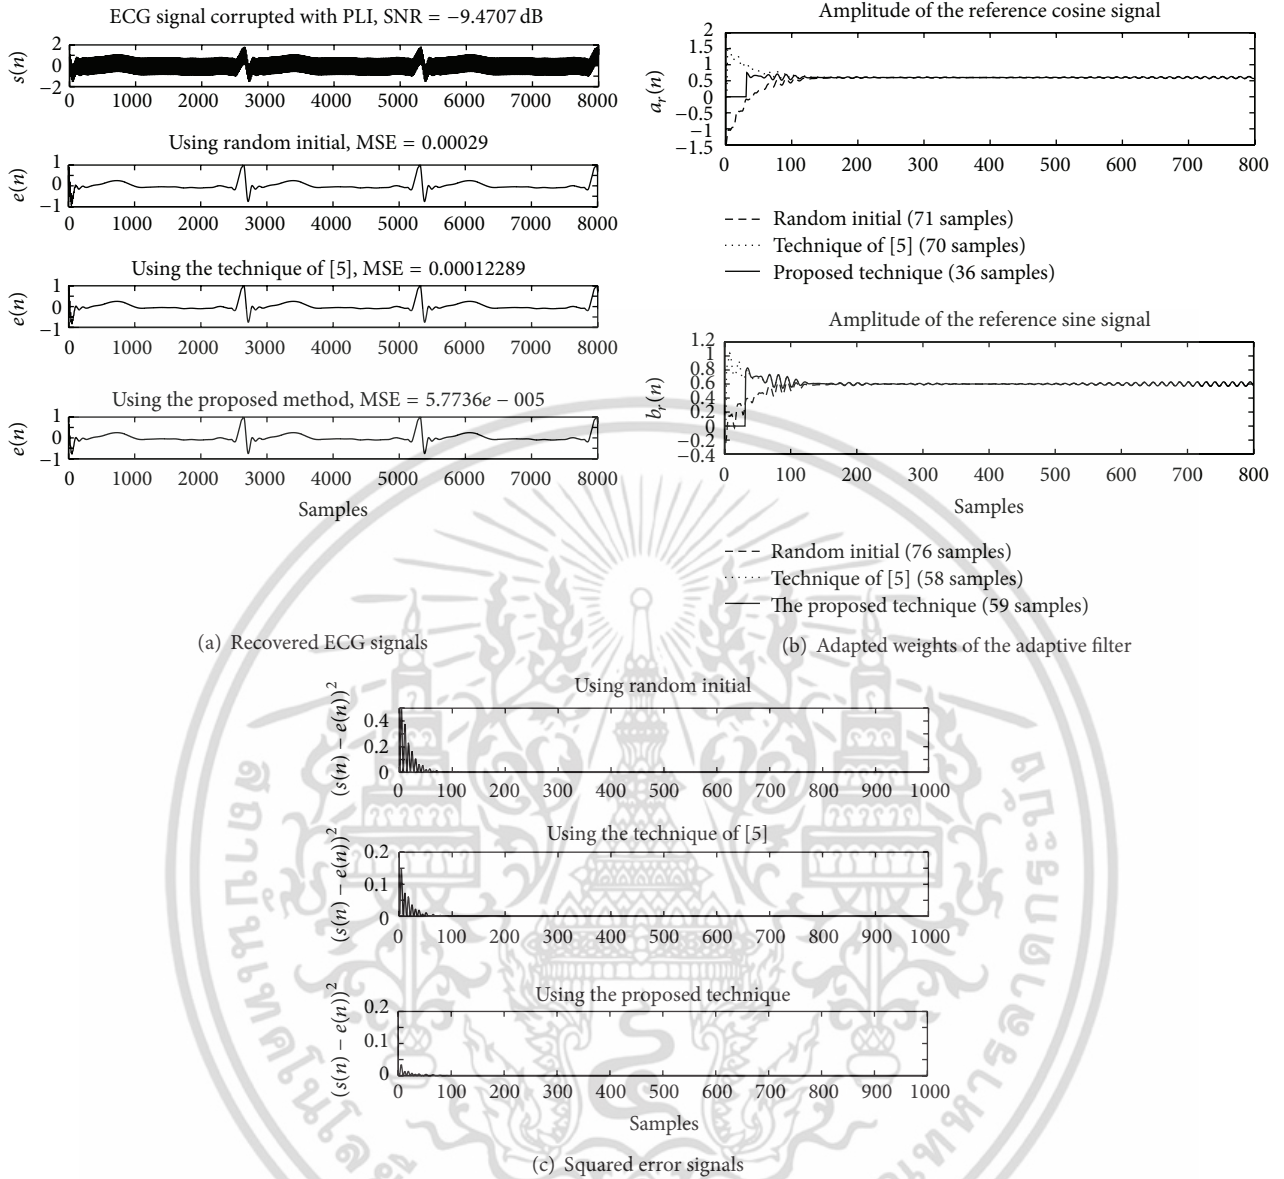 ECG signal corrupted with PLI, SNR = −9.4707 dB
s(n)
2
0
−2
0 1000 2000 3000 4000 5000 6000 7000 8000
Using random initial, MSE = 0.00029
e(n)
1
0
−1
0 1000 2000 3000 4000 5000 6000 7000 8000
Using the technique of [5], MSE = 0.00012289
e(n)
1
0
−1
0 1000 2000 3000 4000 5000 6000 7000 8000
Using the proposed method, MSE = 5.7736e − 005
e(n)
1
0
−1
0 1000 2000 3000 4000 5000 6000 7000 8000
Samples
(a) Recovered ECG signals
Amplitude of the reference cosine signal
a_r(n)
2
1.5
1
0.5
0
−0.5
−1
−1.5
0 100 200 300 400 500 600 700 800
Random initial (71 samples)
Technique of [5] (70 samples)
Proposed technique (36 samples)
Amplitude of the reference sine signal
b_r(n)
1.2
1
0.8
0.6
0.4
0.2
0
−0.2
−0.4
0 100 200 300 400 500 600 700 800
Samples
Random initial (76 samples)
Technique of [5] (58 samples)
The proposed technique (59 samples)
(b) Adapted weights of the adaptive filter
Using random initial
(s(n) − e(n))²
0.4
0.2
0
0 100 200 300 400 500 600 700 800 900 1000
Using the technique of [5]
(s(n) − e(n))²
0.2
0.1
0
0 100 200 300 400 500 600 700 800 900 1000
Using the proposed technique
(s(n) − e(n))²
0.2
0.1
0
0 100 200 300 400 500 600 700 800 900 1000
Samples
(c) Squared error signals